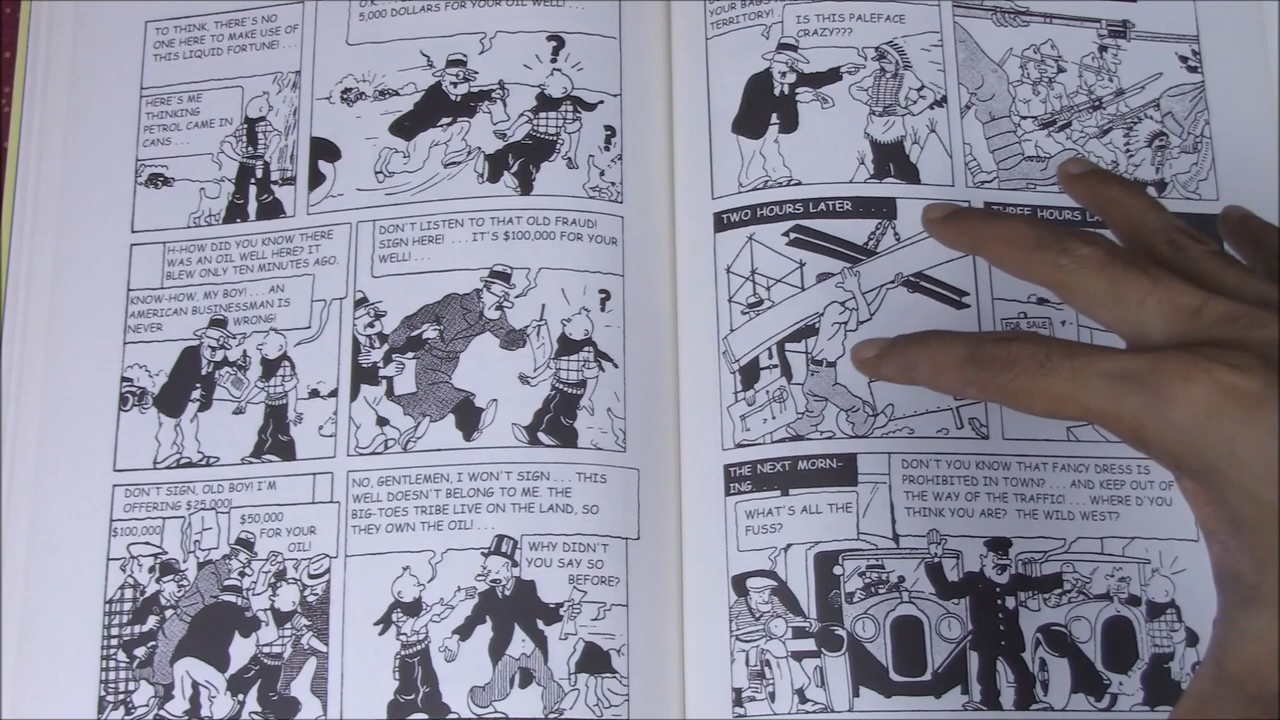 TO THINK, THERE'S NO
ONE HERE TO MAKE USE OF
THIS LIQUID FORTUNE! ...
HERE'S ME
THINKING
PETROL CAME IN
CANS ...
5,000 DOLLARS FOR YOUR OIL WELL! ...
?
?
H-HOW DID YOU KNOW THERE
WAS AN OIL WELL HERE? IT
BLEW ONLY TEN MINUTES AGO.
KNOW-HOW, MY BOY! ... AN
AMERICAN BUSINESSMAN IS
NEVER WRONG!
DON'T LISTEN TO THAT OLD FRAUD!
SIGN HERE! ... IT'S $100,000 FOR YOUR
WELL! ...
?
DON'T SIGN, OLD BOY! I'M
OFFERING $25,000!
$100,000
$50,000
FOR YOUR
OIL!
NO, GENTLEMEN, I WON'T SIGN ... THIS
WELL DOESN'T BELONG TO ME. THE
BIG-TOES TRIBE LIVE ON THE LAND, SO
THEY OWN THE OIL! ...
WHY DIDN'T
YOU SAY SO
BEFORE?
YOUR BAGS
TERRITORY!
IS THIS PALEFACE
CRAZY???
TWO HOURS LATER ...
THREE HOURS
FOR SALE
THE NEXT MORN-
ING. . .
WHAT'S ALL THE
FUSS?
DON'T YOU KNOW THAT FANCY DRESS IS
PROHIBITED IN TOWN? ... AND KEEP OUT OF
THE WAY OF THE TRAFFIC! ... WHERE D'YOU
THINK YOU ARE? THE WILD WEST?